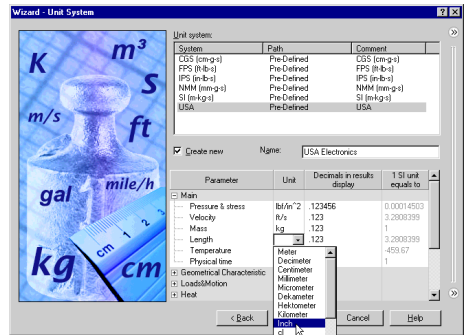 Wizard - Unit System
Unit system:
System Path Comment
CGS (cm-g-s) Pre-Defined CGS (cm-g-s)
FPS (ft-lb-s) Pre-Defined FPS (ft-lb-s)
IPS (in-lb-s) Pre-Defined IPS (in-lb-s)
NMM (mm-g-s) Pre-Defined NMM (mm-g-s)
SI (m-kg-s) Pre-Defined SI (m-kg-s)
USA Pre-Defined USA
Create new Name: USA Electronics
Parameter Unit Decimals in results display 1 SI unit equals to
Main
Pressure & stress lbf/in^2 .123456 0.00014503
Velocity ft/s .123 3.2808399
Mass kg .123 1
Length .123 3.2808399
Temperature -459.67
Physical time 1
Geometrical Characteristic
Loads&Motion
Heat
Meter
Decimeter
Centimeter
Millimeter
Micrometer
Dekameter
Hektometer
Kilometer
Inch
< Back Cancel Help
K
m³
S
m/s
ft
gal
mile/h
cm 1 2 3
kg
cm